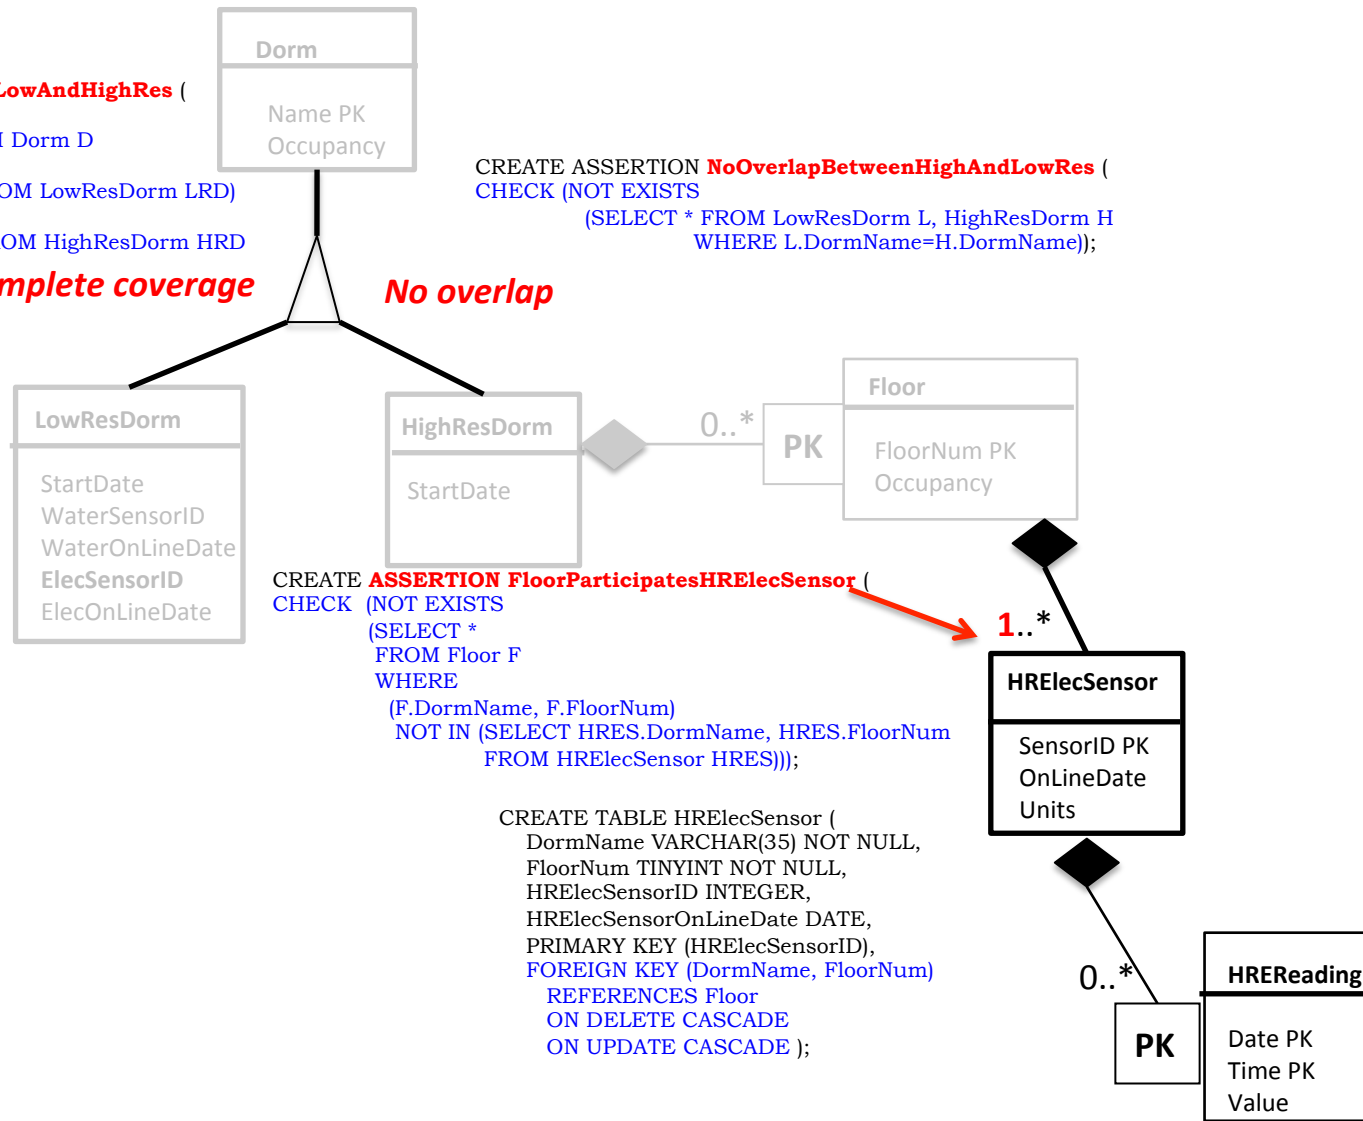 Dorm
Name PK
Occupancy
LowAndHighRes (
Dorm D
OM LowResDorm LRD)
ROM HighResDorm HRD
mplete coverage
No overlap
CREATE ASSERTION NoOverlapBetweenHighAndLowRes (
CHECK (NOT EXISTS
(SELECT * FROM LowResDorm L, HighResDorm H
WHERE L.DormName=H.DormName));
LowResDorm
StartDate
WaterSensorID
WaterOnLineDate
ElecSensorID
ElecOnLineDate
HighResDorm
StartDate
0..*
PK
Floor
FloorNum PK
Occupancy
CREATE ASSERTION FloorParticipatesHRElecSensor (
CHECK (NOT EXISTS
(SELECT *
FROM Floor F
WHERE
(F.DormName, F.FloorNum)
NOT IN (SELECT HRES.DormName, HRES.FloorNum
FROM HRElecSensor HRES)));
1..*
HRElecSensor
SensorID PK
OnLineDate
Units
CREATE TABLE HRElecSensor (
DormName VARCHAR(35) NOT NULL,
FloorNum TINYINT NOT NULL,
HRElecSensorID INTEGER,
HRElecSensorOnLineDate DATE,
PRIMARY KEY (HRElecSensorID),
FOREIGN KEY (DormName, FloorNum)
REFERENCES Floor
ON DELETE CASCADE
ON UPDATE CASCADE );
0..*
PK
HREReading
Date PK
Time PK
Value